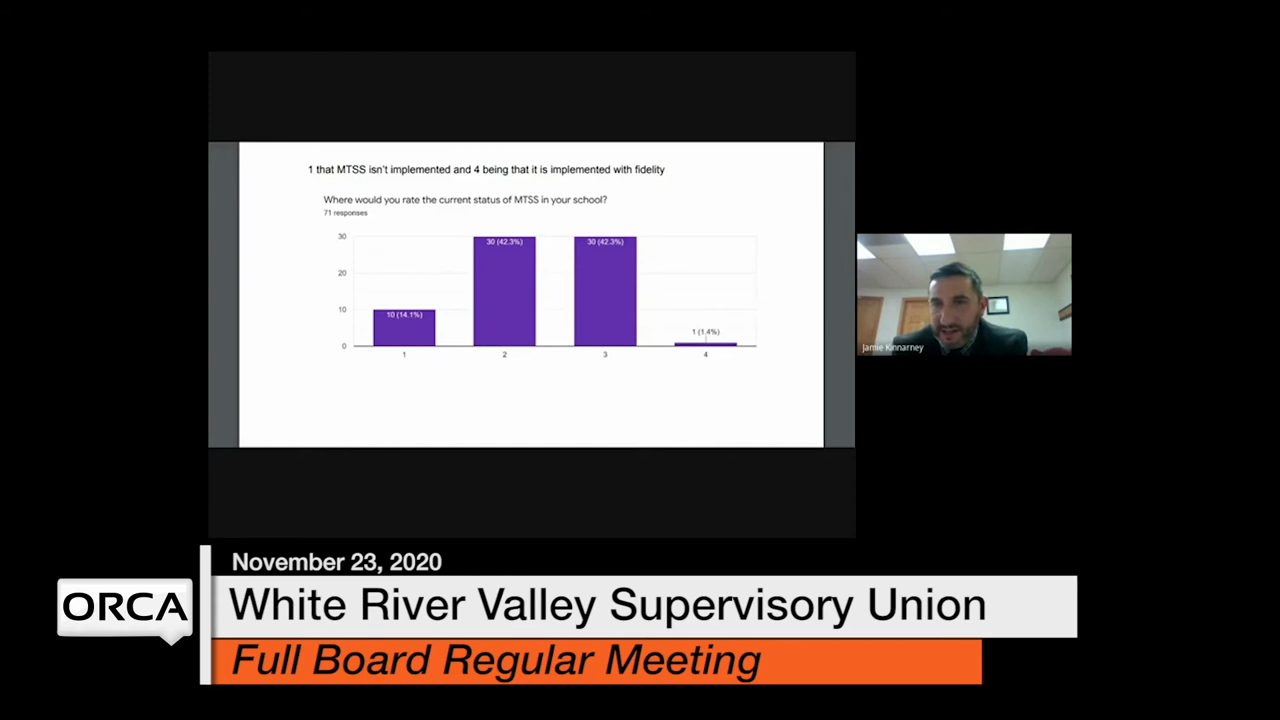 1 that MTSS isn't implemented and 4 being that it is implemented with fidelity
Where would you rate the current status of MTSS in your school?
71 responses
30
20
10
0
10 (14.1%)
30 (42.3%)
30 (42.3%)
1 (1.4%)
1
2
3
4
Jamie Kinnarney
November 23, 2020
ORCA
White River Valley Supervisory Union
Full Board Regular Meeting